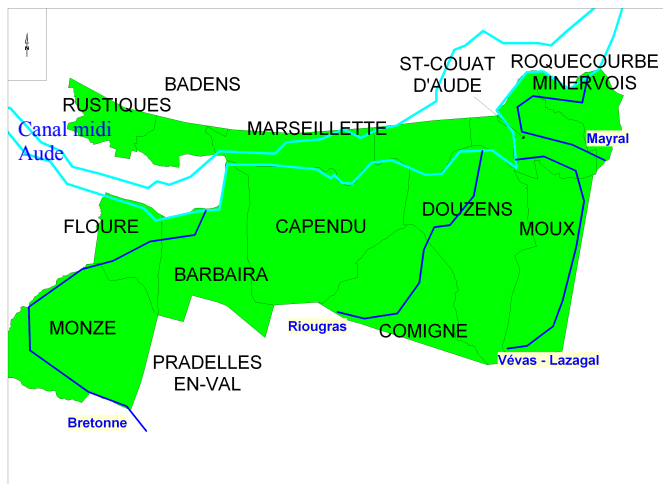 N
BADENS
RUSTIQUES
Canal midi
Aude
MARSEILLETTE
ST-COUAT
D'AUDE
ROQUECOURBE
MINERVOIS
Mayral
FLOURE
CAPENDU
DOUZENS
MOUX
BARBAIRA
MONZE
Riougras
COMIGNE
Vévas - Lazagal
PRADELLES
EN-VAL
Bretonne